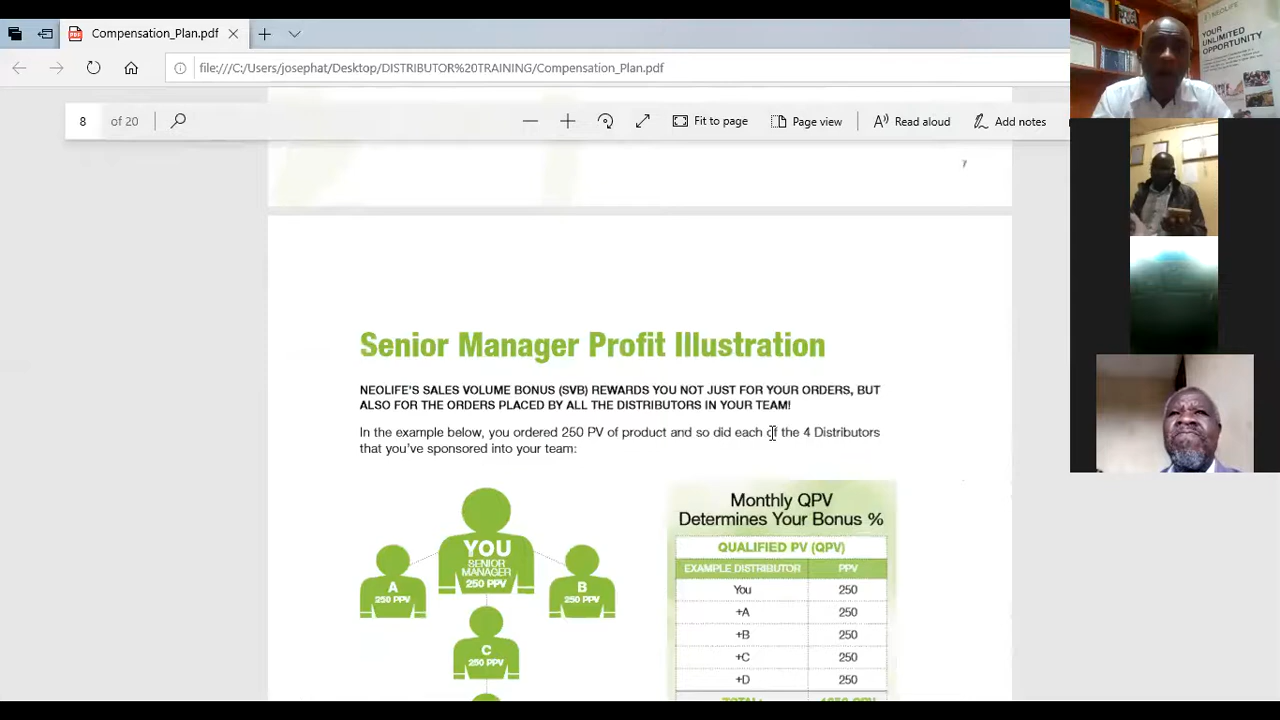 Compensation_Plan.pdf
file:///C:/Users/josephat/Desktop/DISTRIBUTOR%20TRAINING/Compensation_Plan.pdf
8 of 20
Fit to page
Page view
Read aloud
Add notes
NEOLIFE
YOUR
UNLIMITED
OPPORTUNITY
7
Senior Manager Profit Illustration
NEOLIFE'S SALES VOLUME BONUS (SVB) REWARDS YOU NOT JUST FOR YOUR ORDERS, BUT
ALSO FOR THE ORDERS PLACED BY ALL THE DISTRIBUTORS IN YOUR TEAM!
In the example below, you ordered 250 PV of product and so did each of the 4 Distributors
that you've sponsored into your team:
YOU
SENIOR
MANAGER
250 PPV
A
250 PPV
B
250 PPV
C
250 PPV
Monthly QPV
Determines Your Bonus %
QUALIFIED PV (QPV)
EXAMPLE DISTRIBUTOR PPV
You 250
+A 250
+B 250
+C 250
+D 250